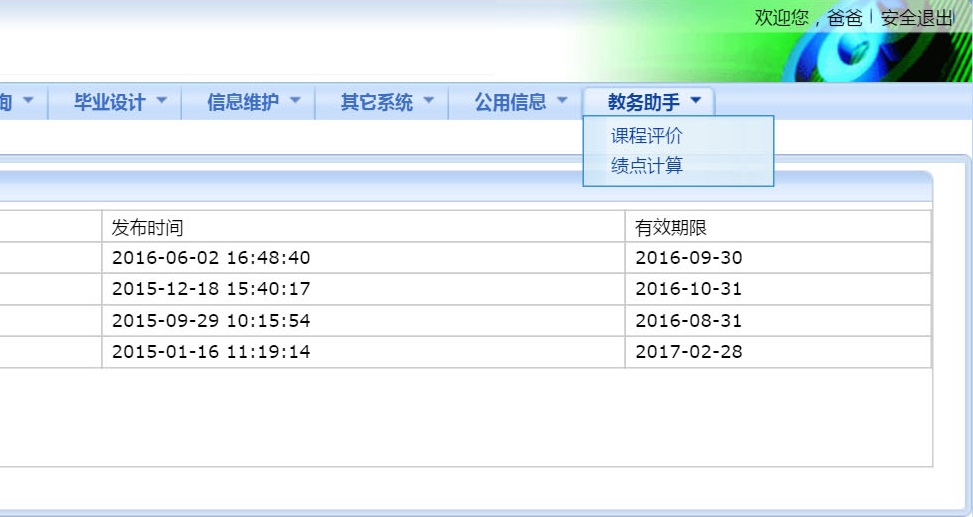 欢迎您，爸爸 | 安全退出
询 毕业设计 信息维护 其它系统 公用信息 教务助手
课程评价
绩点计算
发布时间 有效期限
2016-06-02 16:48:40 2016-09-30
2015-12-18 15:40:17 2016-10-31
2015-09-29 10:15:54 2016-08-31
2015-01-16 11:19:14 2017-02-28